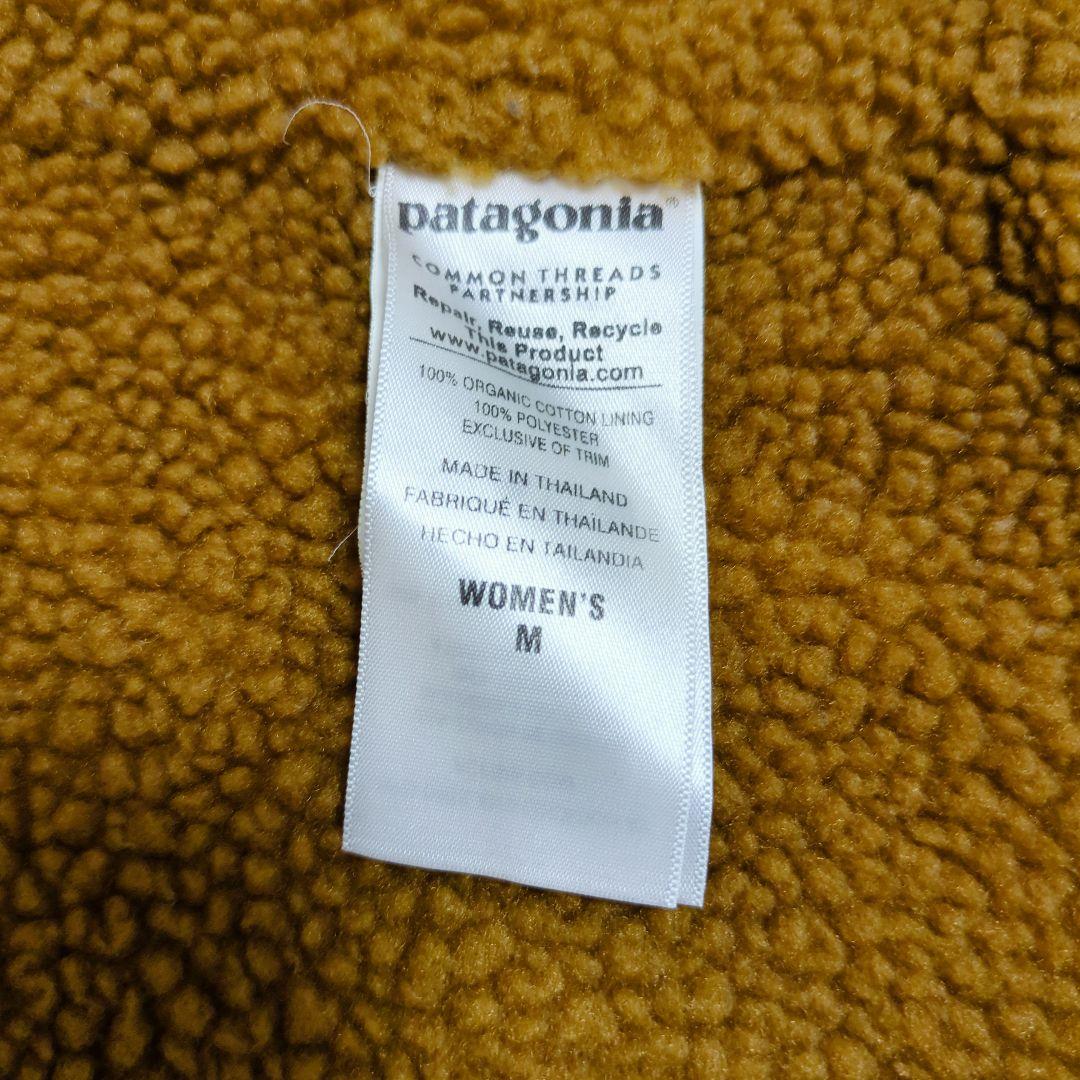 patagonia®
COMMON THREADS
PARTNERSHIP
Repair, Reuse, Recycle
This Product
www.patagonia.com
100% ORGANIC COTTON LINING
100% POLYESTER
EXCLUSIVE OF TRIM
MADE IN THAILAND
FABRIQUÉ EN THAÏLANDE
HECHO EN TAILANDIA
WOMEN'S
M